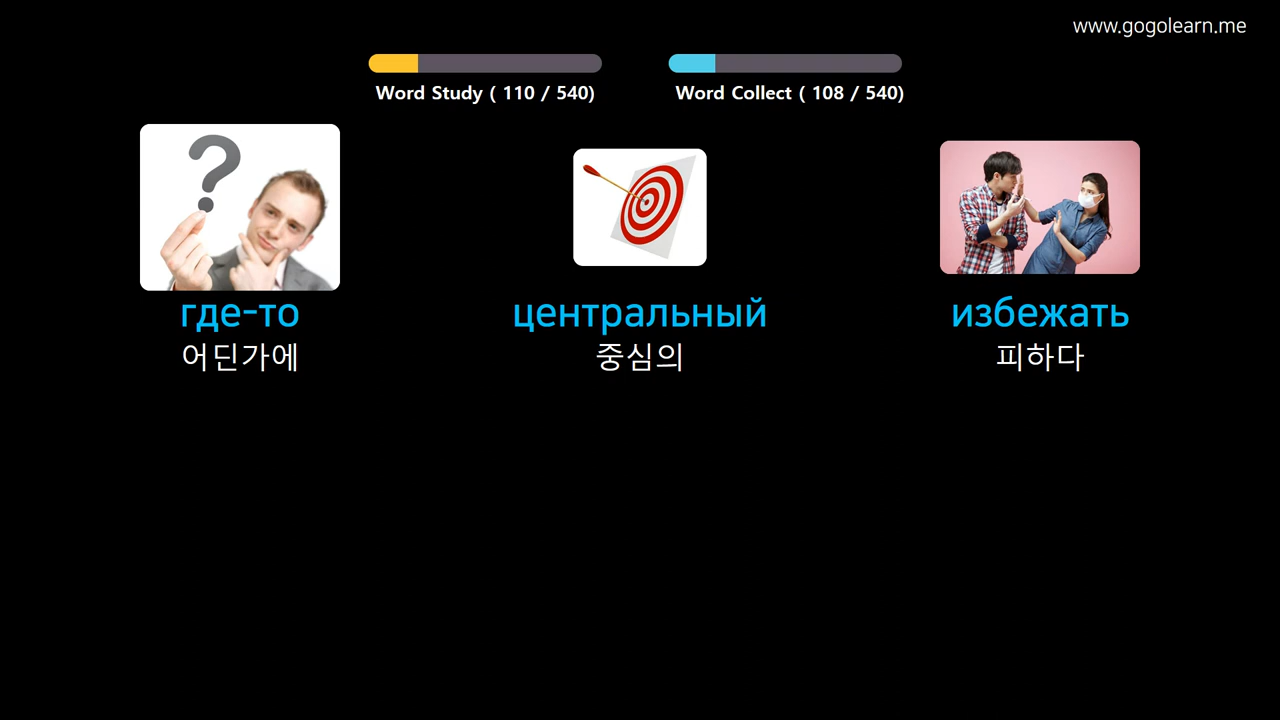 www.gogolearn.me
Word Study ( 110 / 540)
Word Collect ( 108 / 540)
где-то
어딘가에
центральный
중심의
избежать
피하다